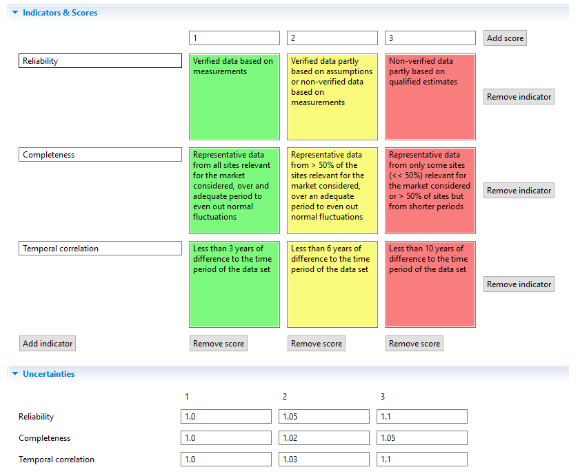 Indicators & Scores
1 2 3 Add score
Reliability
Verified data based on
measurements
Verified data partly
based on assumptions
or non-verified data
based on
measurements
Non-verified data
partly based on
qualified estimates
Remove indicator
Completeness
Representative data
from all sites relevant
for the market
considered, over and
adequate period to
even out normal
fluctuations
Representative data
from > 50% of the
sites relevant for the
market considered,
over an adequate
period to even out
normal fluctuations
Representative data
from only some sites
(<< 50%) relevant for
the market considered
or > 50% of sites but
from shorter periods
Remove indicator
Temporal correlation
Less than 3 years of
difference to the time
period of the data set
Less than 6 years of
difference to the time
period of the data set
Less than 10 years of
difference to the time
period of the data set
Remove indicator
Add indicator Remove score Remove score Remove score
Uncertainties
1 2 3
Reliability 1.0 1.05 1.1
Completeness 1.0 1.02 1.05
Temporal correlation 1.0 1.03 1.1